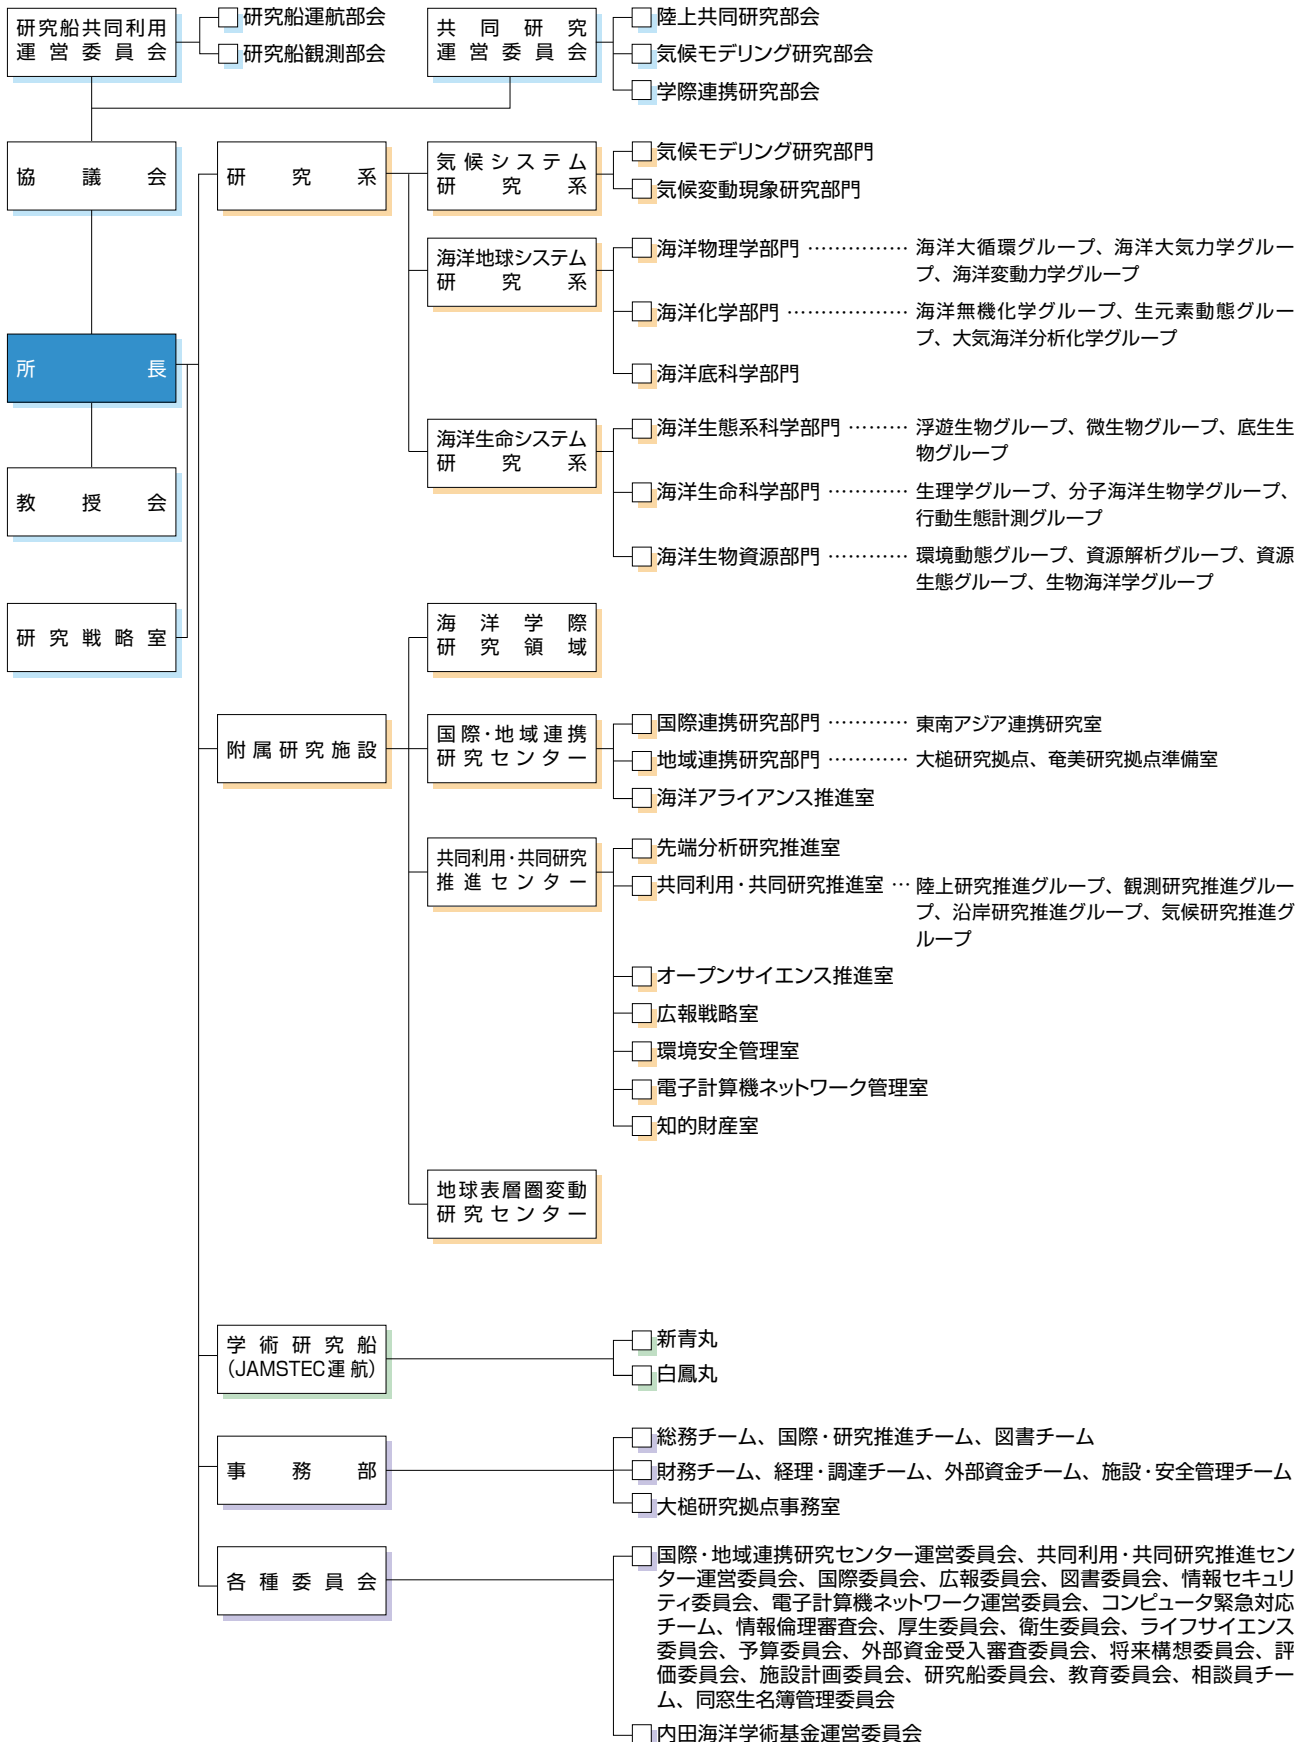 研究船共同利用
運営委員会
研究船運航部会
研究船観測部会
共同研究
運営委員会
陸上共同研究部会
気候モデリング研究部会
学際連携研究部会
協議会
研究系
気候システム
研究系
気候モデリング研究部門
気候変動現象研究部門
海洋地球システム
研究系
海洋物理学部門 …………… 海洋大循環グループ、海洋大気力学グルー
プ、海洋変動力学グループ
海洋化学部門 ……………… 海洋無機化学グループ、生元素動態グルー
プ、大気海洋分析化学グループ
海洋底科学部門
所長
海洋生命システム
研究系
海洋生態系科学部門 ……… 浮遊生物グループ、微生物グループ、底生生
物グループ
海洋生命科学部門 ………… 生理学グループ、分子海洋生物学グループ、
行動生態計測グループ
海洋生物資源部門 ………… 環境動態グループ、資源解析グループ、資源
生態グループ、生物海洋学グループ
教授会
研究戦略室
海洋学際
研究領域
附属研究施設
国際・地域連携
研究センター
国際連携研究部門 ………… 東南アジア連携研究室
地域連携研究部門 ………… 大槌研究拠点、奄美研究拠点準備室
海洋アライアンス推進室
共同利用・共同研究
推進センター
先端分析研究推進室
共同利用・共同研究推進室 … 陸上研究推進グループ、観測研究推進グルー
プ、沿岸研究推進グループ、気候研究推進グ
ループ
オープンサイエンス推進室
広報戦略室
環境安全管理室
電子計算機ネットワーク管理室
知的財産室
地球表層圏変動
研究センター
学術研究船
(JAMSTEC運航)
新青丸
白鳳丸
事務部
総務チーム、国際・研究推進チーム、図書チーム
財務チーム、経理・調達チーム、外部資金チーム、施設・安全管理チーム
大槌研究拠点事務室
各種委員会
国際・地域連携研究センター運営委員会、共同利用・共同研究推進セン
ター運営委員会、国際委員会、広報委員会、図書委員会、情報セキュリ
ティ委員会、電子計算機ネットワーク運営委員会、コンピュータ緊急対応
チーム、情報倫理審査会、厚生委員会、衛生委員会、ライフサイエンス
委員会、予算委員会、外部資金受入審査委員会、将来構想委員会、評
価委員会、施設計画委員会、研究船委員会、教育委員会、相談員チー
ム、同窓生名簿管理委員会
内田海洋学術基金運営委員会